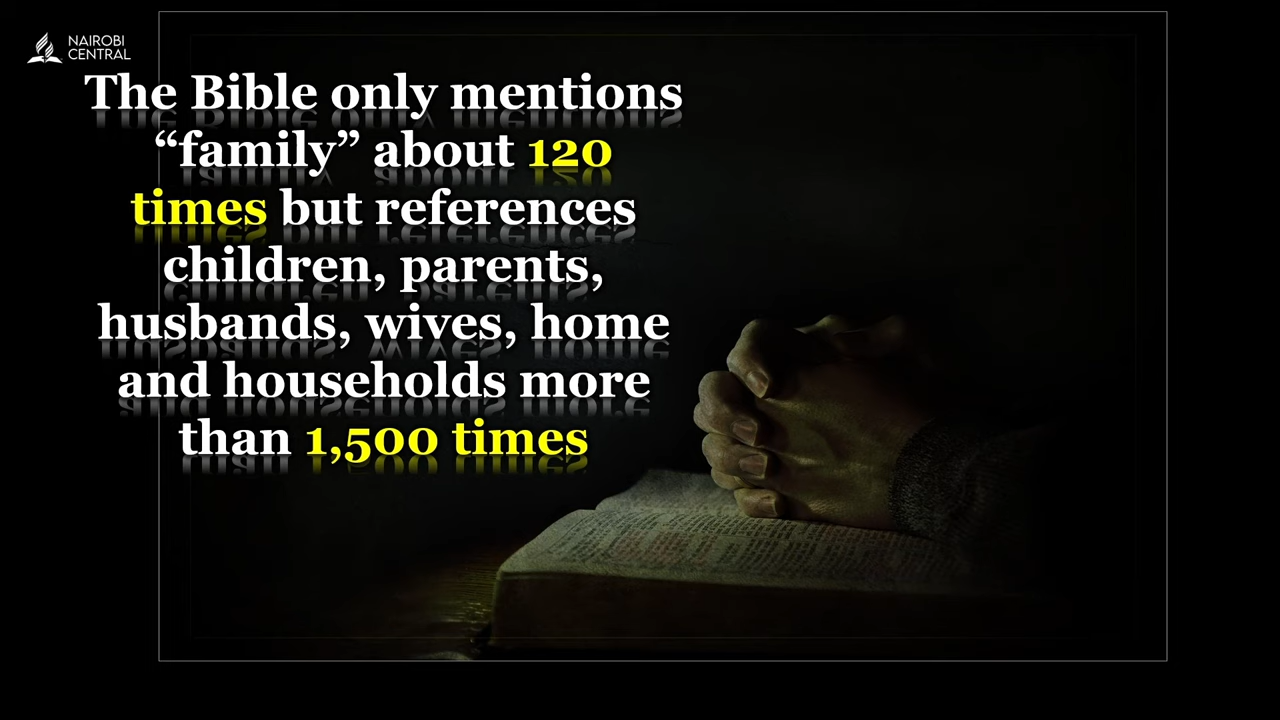 NAIROBI
CENTRAL
The Bible only mentions
“family” about 120
times but references
children, parents,
husbands, wives, home
and households more
than 1,500 times